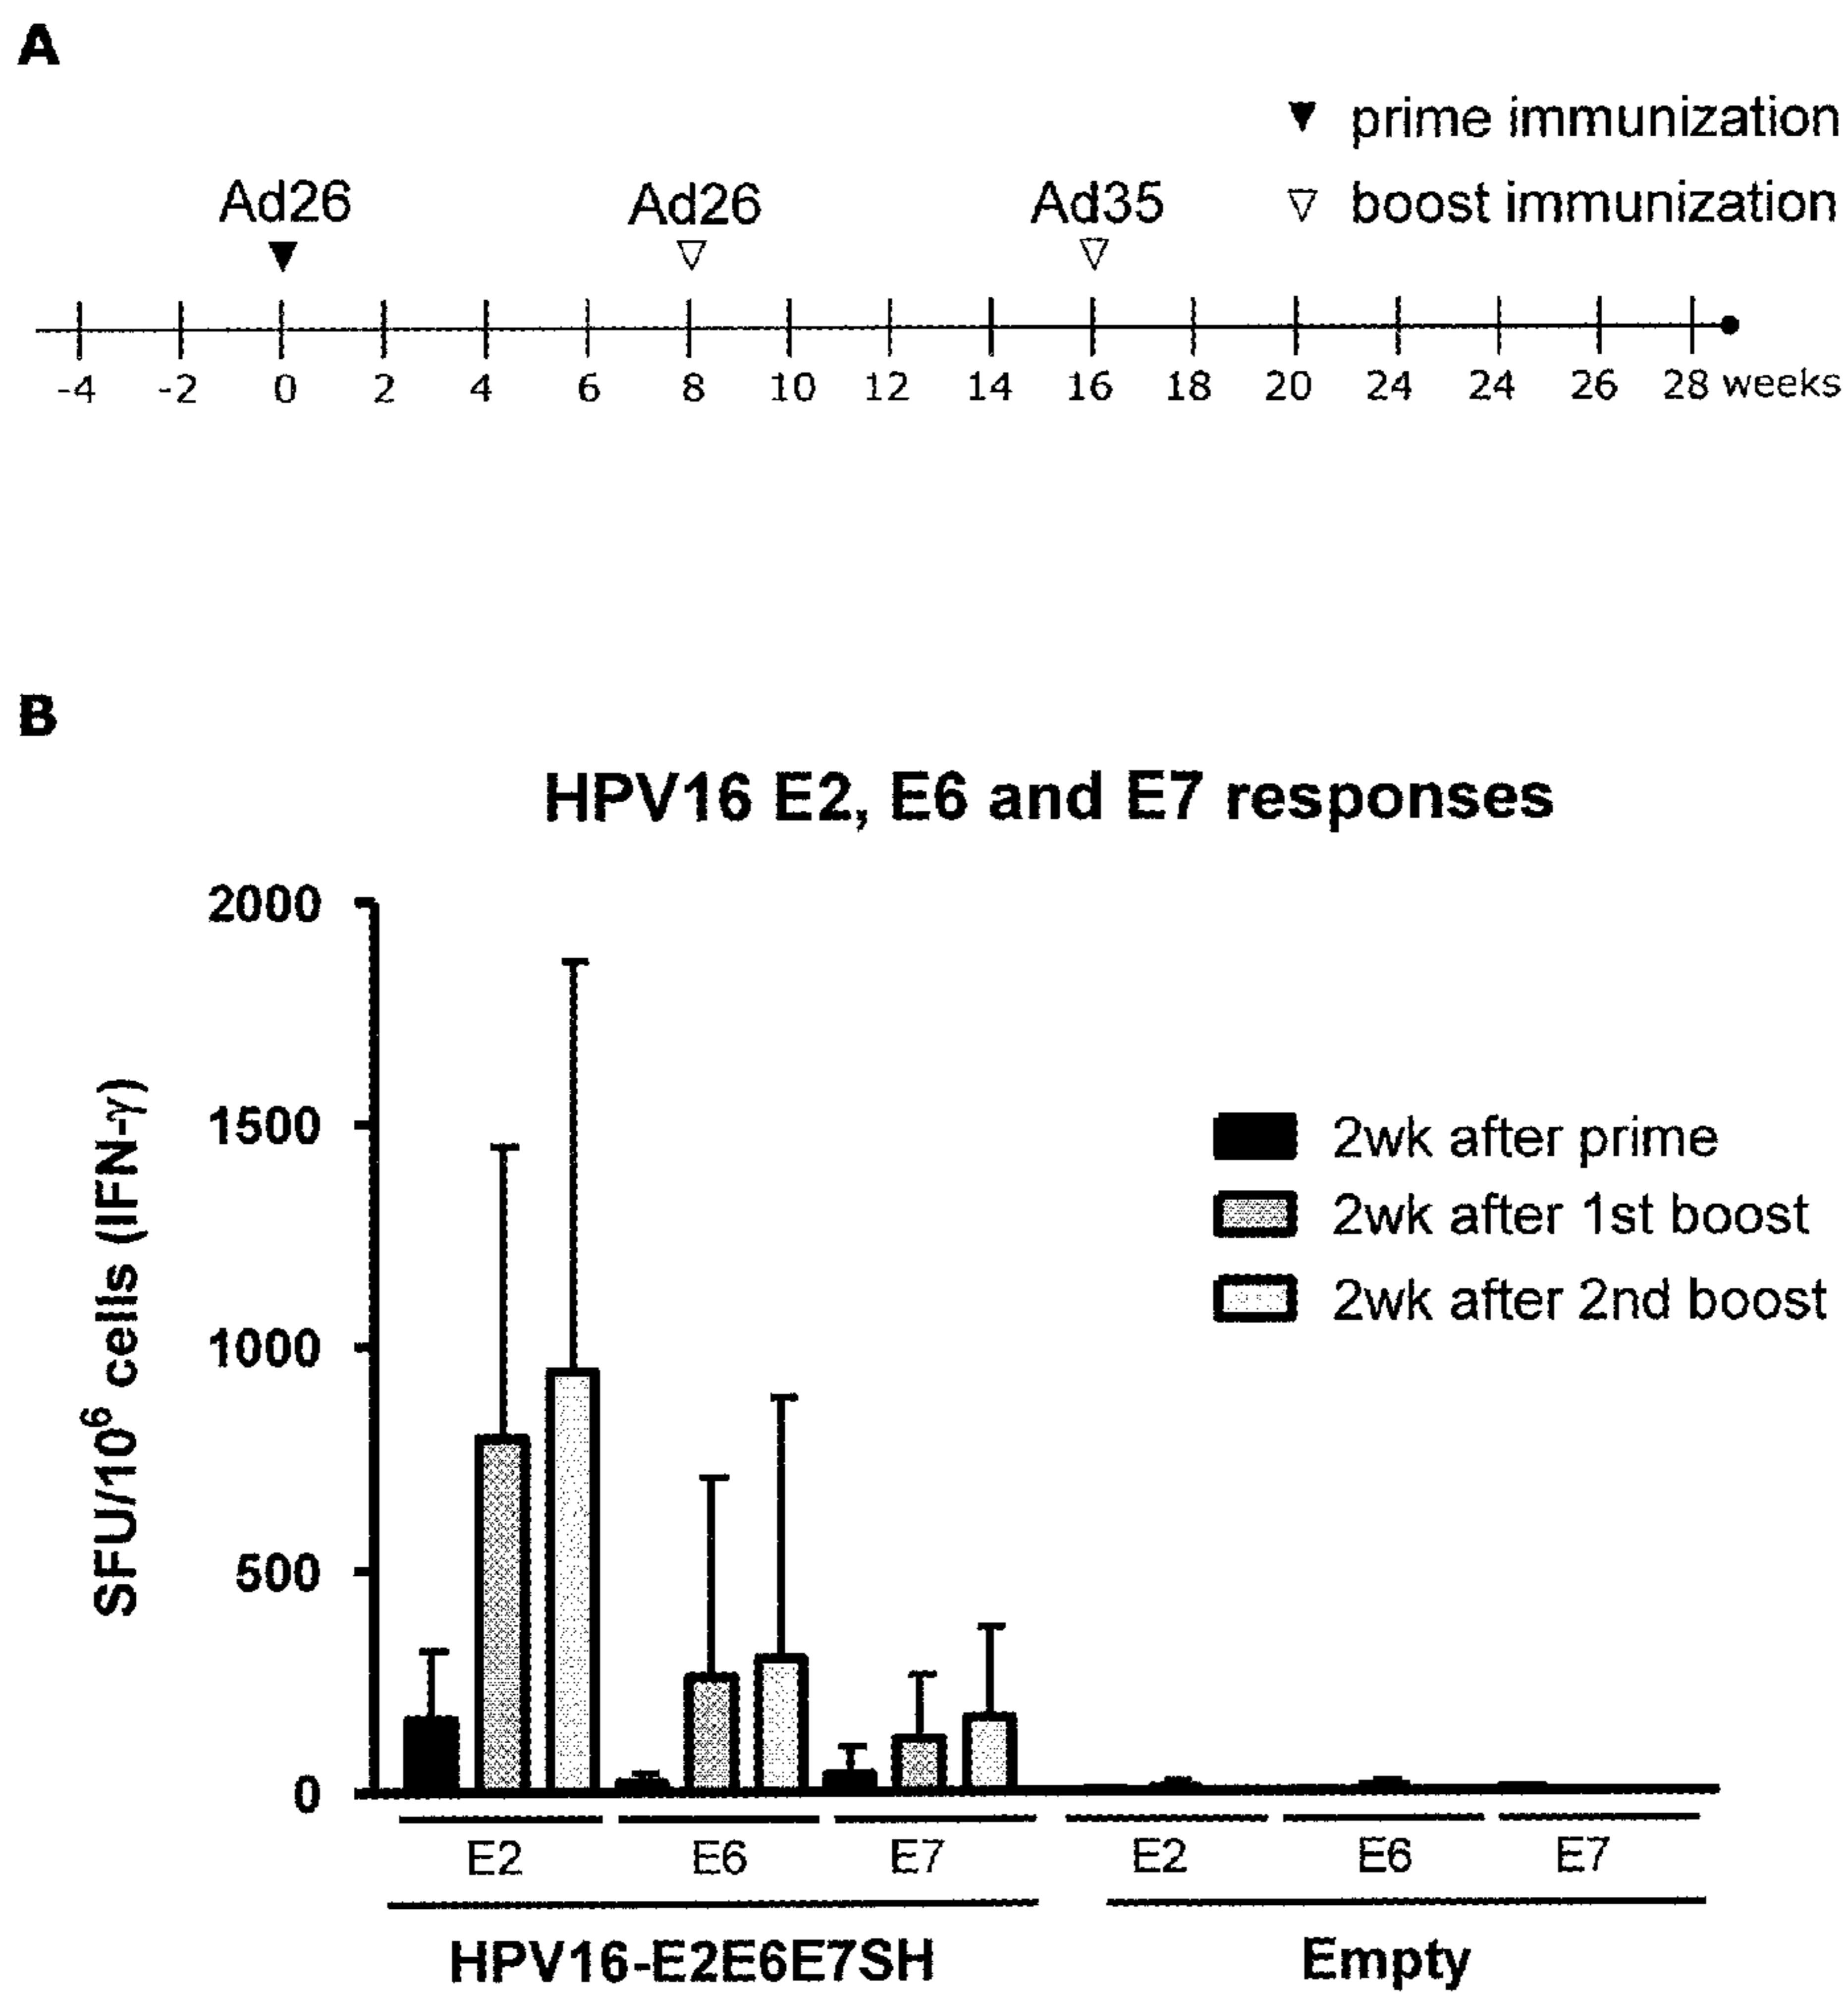 A
▼ prime immunization
▽ boost immunization
Ad26 Ad26 Ad35
-4 -2 0 2 4 6 8 10 12 14 16 18 20 24 24 26 28 weeks
B
HPV16 E2, E6 and E7 responses
SFU/10⁶ cells (IFN-γ)
2000
1500
1000
500
0
2wk after prime
2wk after 1st boost
2wk after 2nd boost
E2 E6 E7 E2 E6 E7
HPV16-E2E6E7SH Empty